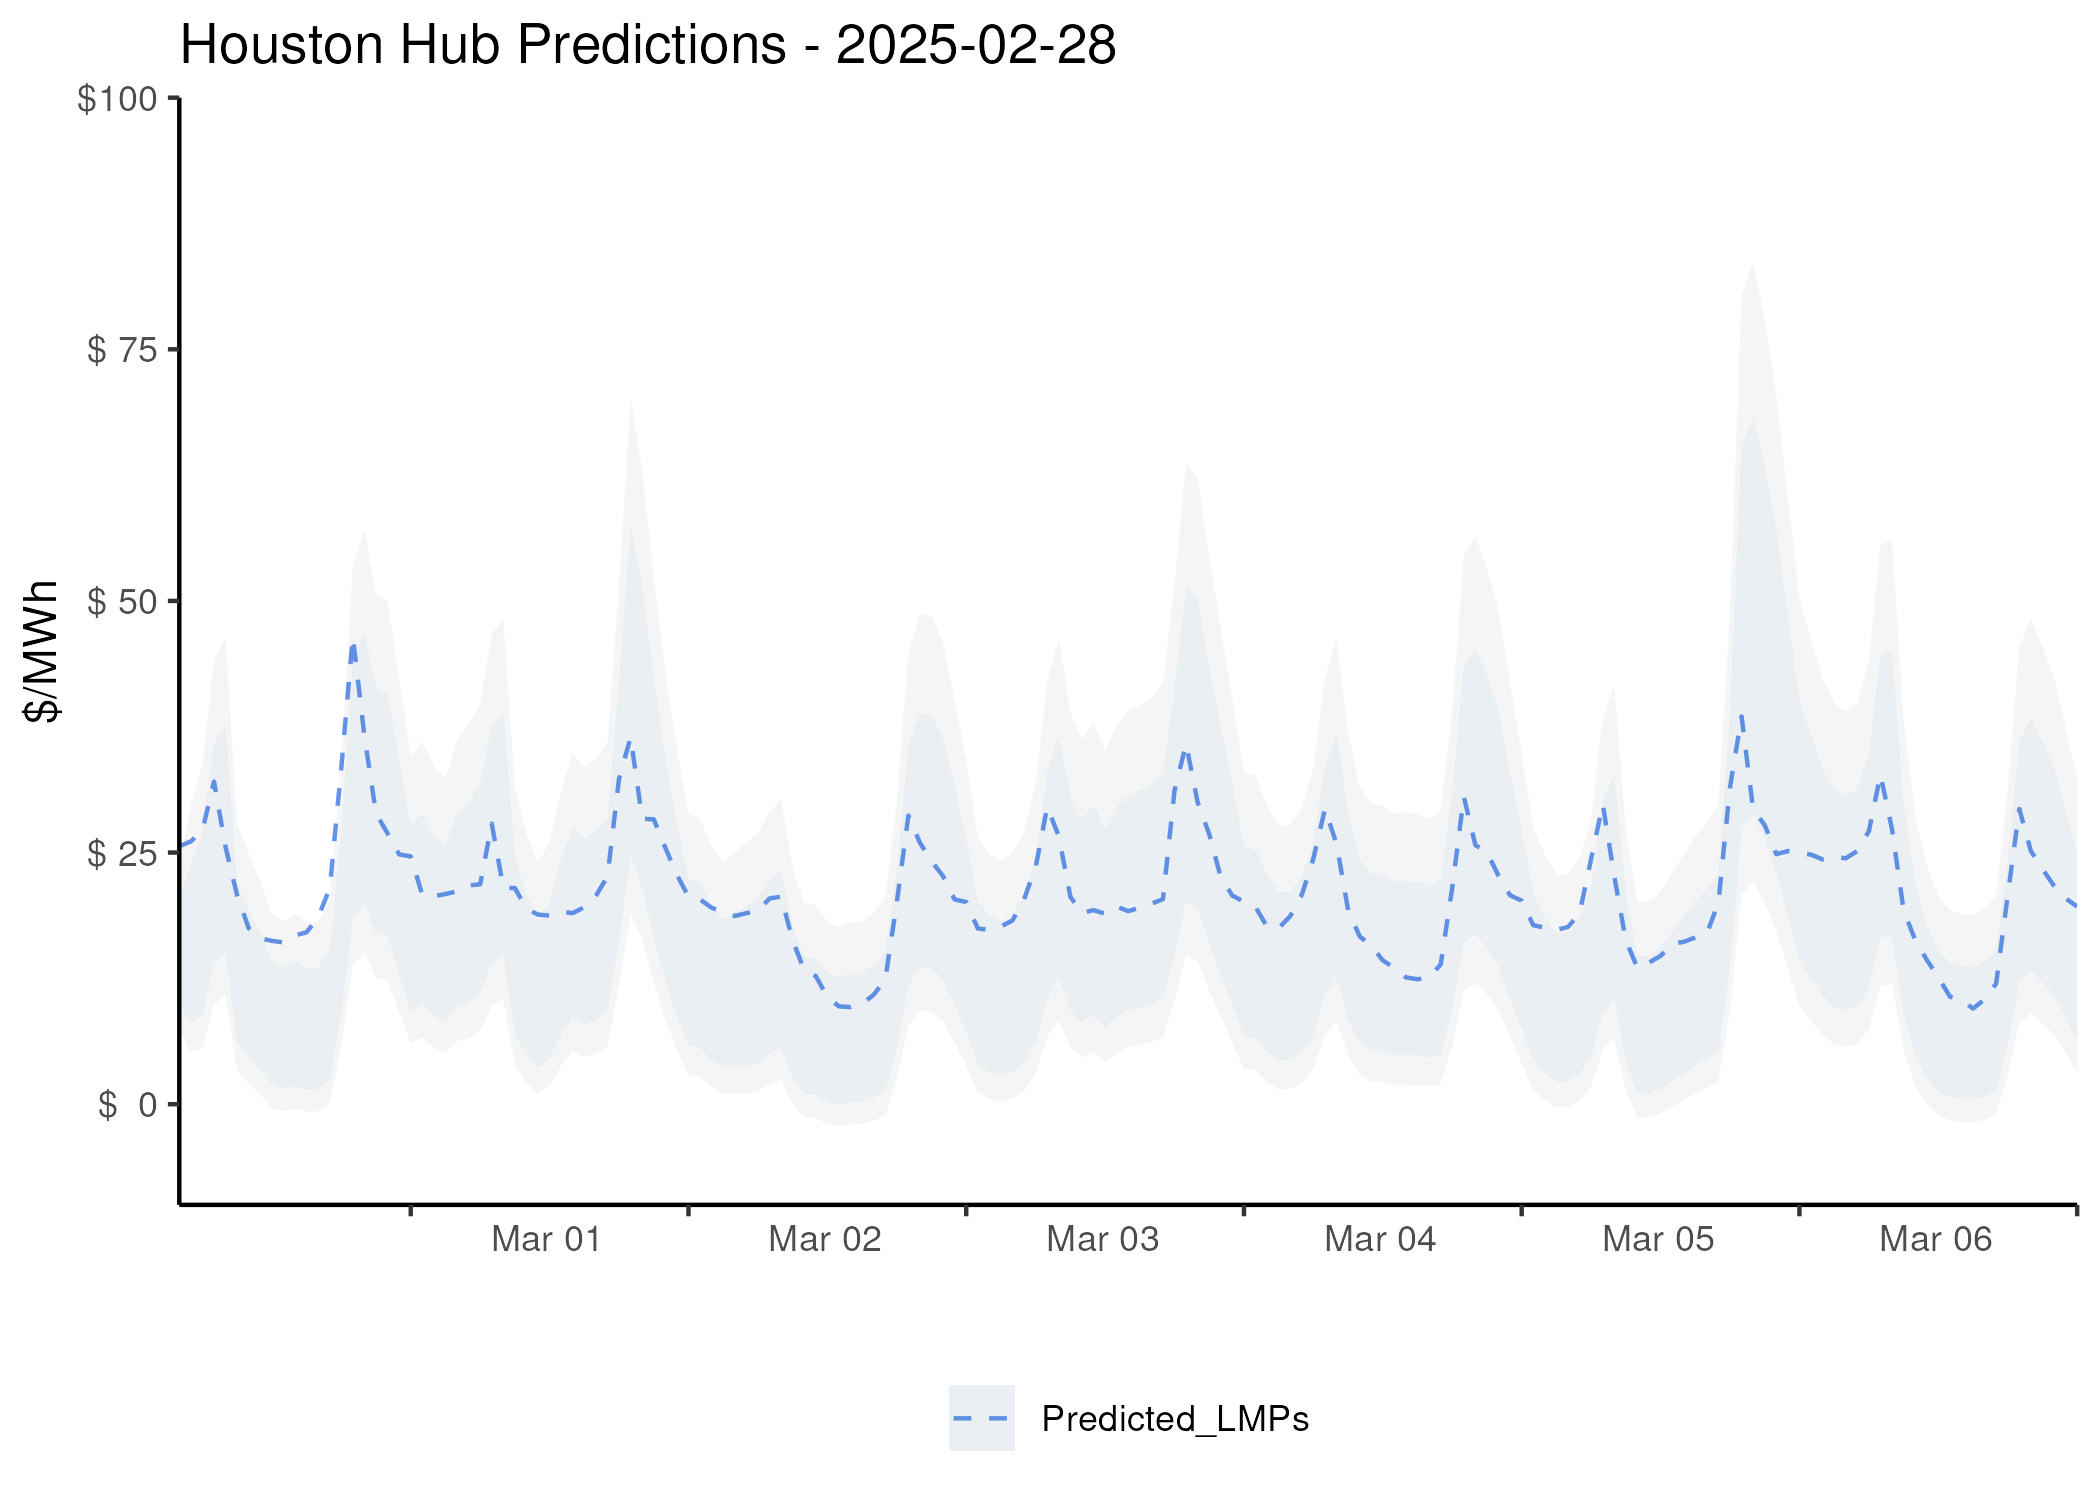 Houston Hub Predictions - 2025-02-28
$100
$ 75
$ 50
$ 25
$  0
$/MWh
Mar 01
Mar 02
Mar 03
Mar 04
Mar 05
Mar 06
Predicted_LMPs